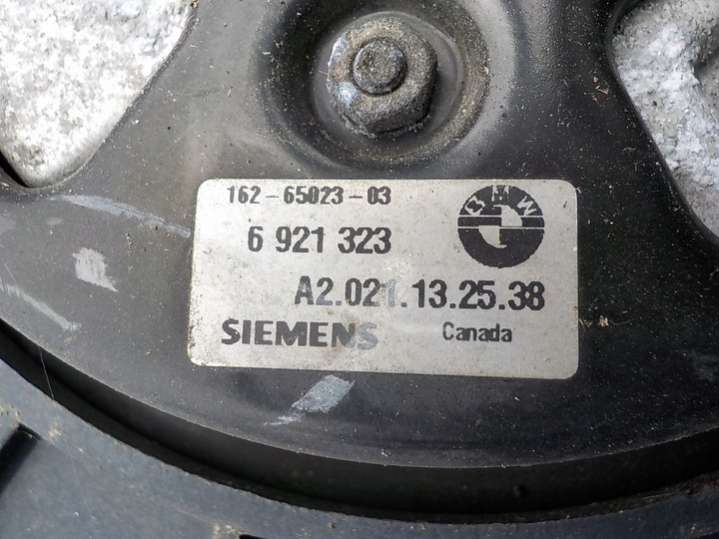 162-65023-03
6 921 323
BMW
A2.021.13.25.38
SIEMENS Canada